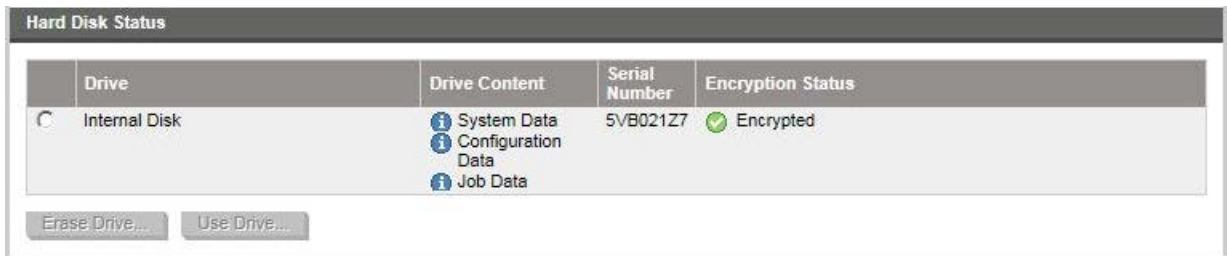 Hard Disk Status
Drive Drive Content Serial Number Encryption Status
Internal Disk System Data 5VB021Z7 Encrypted
Configuration
Data
Job Data
Erase Drive... Use Drive...